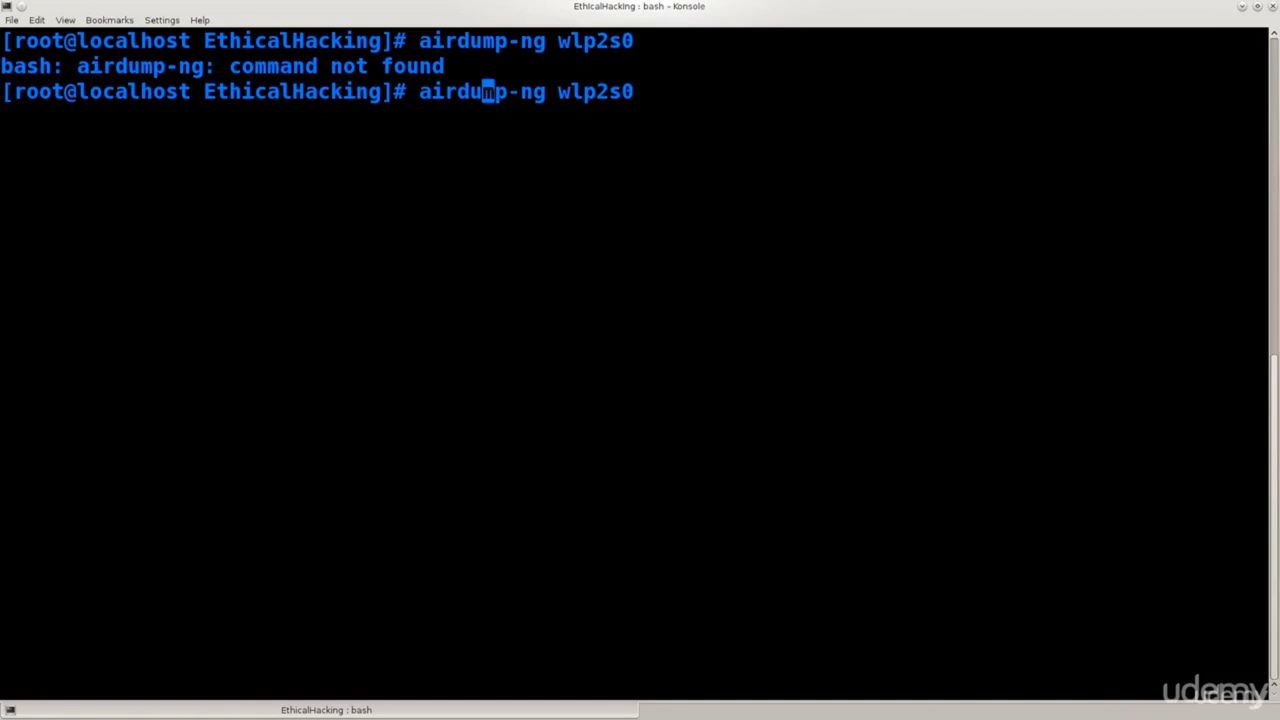 EthicalHacking : bash – Konsole
File Edit View Bookmarks Settings Help
[root@localhost EthicalHacking]# airdump-ng wlp2s0
bash: airdump-ng: command not found
[root@localhost EthicalHacking]# airdump-ng wlp2s0
udemy
EthicalHacking : bash